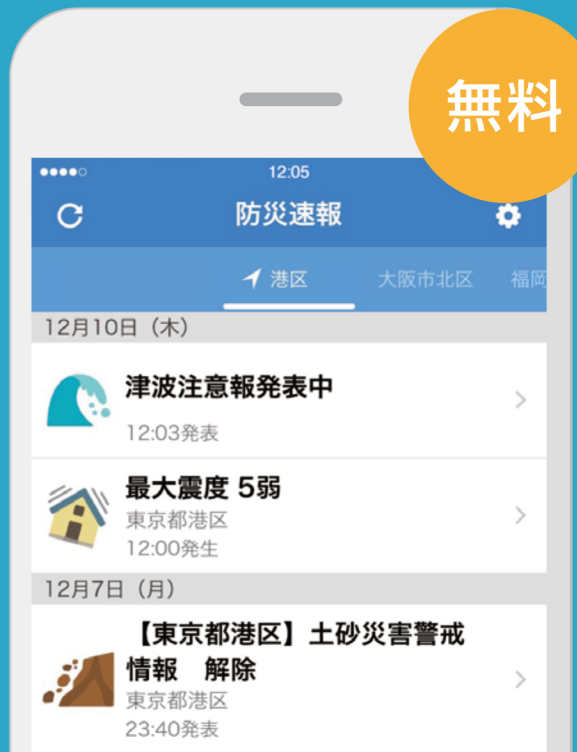 無料
12:05
防災速報
港区 大阪市北区 福岡
12月10日（木）
津波注意報発表中
12:03発表
最大震度 5弱
東京都港区
12:00発生
12月7日（月）
【東京都港区】土砂災害警戒
情報　解除
東京都港区
23:40発表